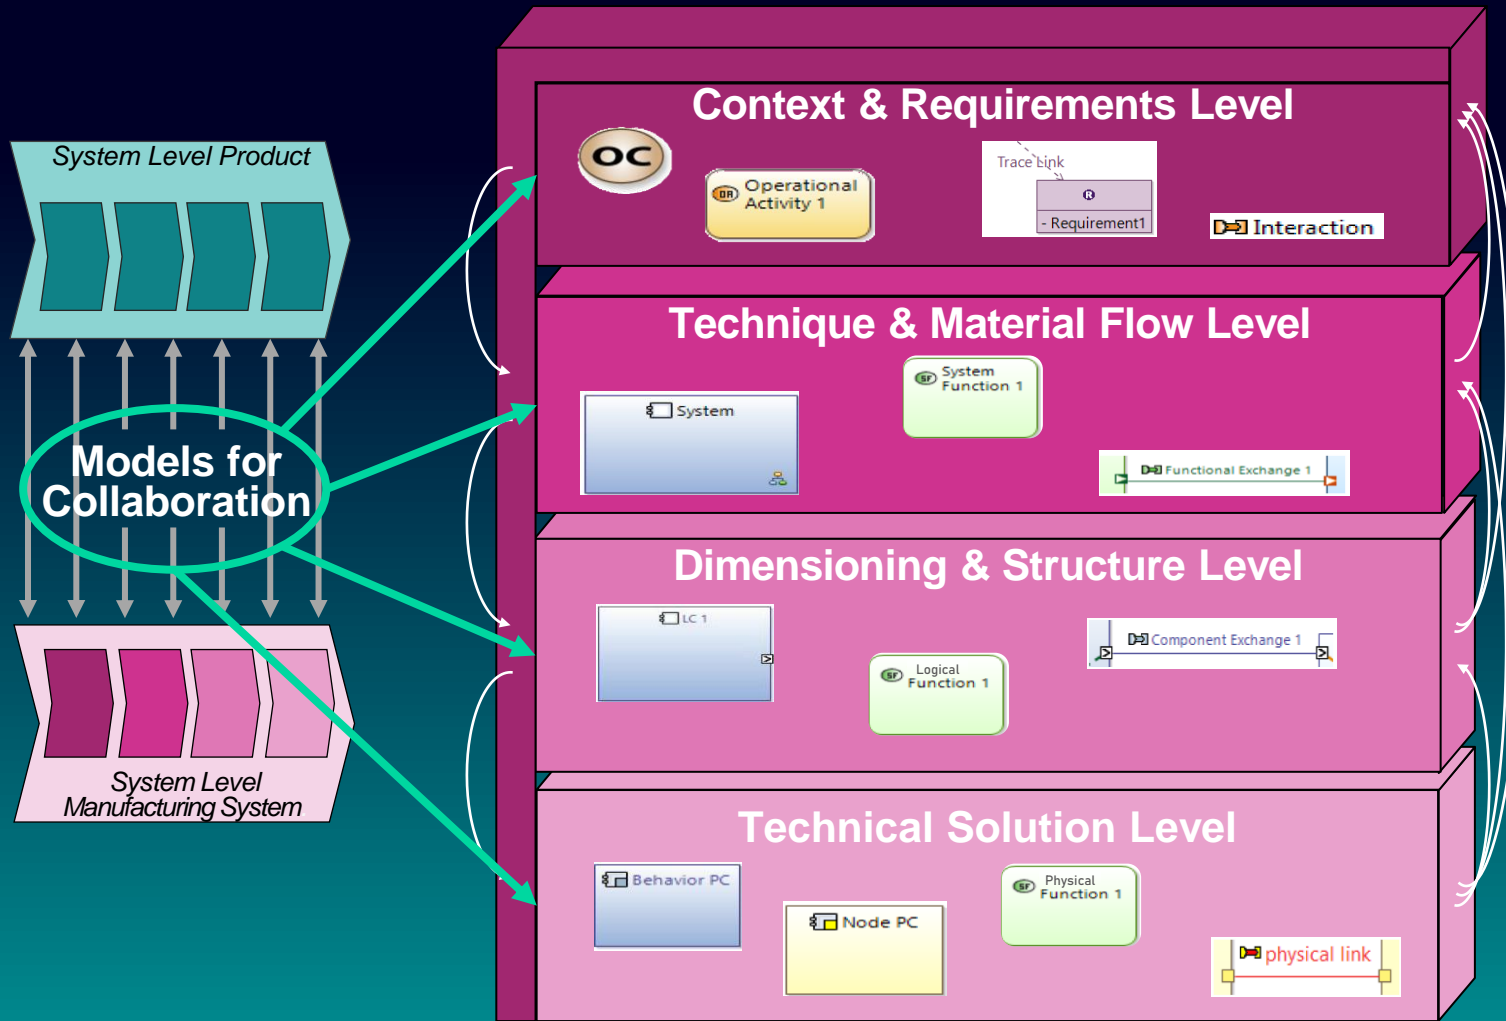 System Level Product
Models for
Collaboration
System Level
Manufacturing System
Context & Requirements Level
OC
OA
Operational
Activity 1
Trace Link
R
- Requirement1
Interaction
Technique & Material Flow Level
System
SF
System
Function 1
Functional Exchange 1
Dimensioning & Structure Level
LC 1
SF
Logical
Function 1
Component Exchange 1
Technical Solution Level
Behavior PC
Node PC
SF
Physical
Function 1
physical link